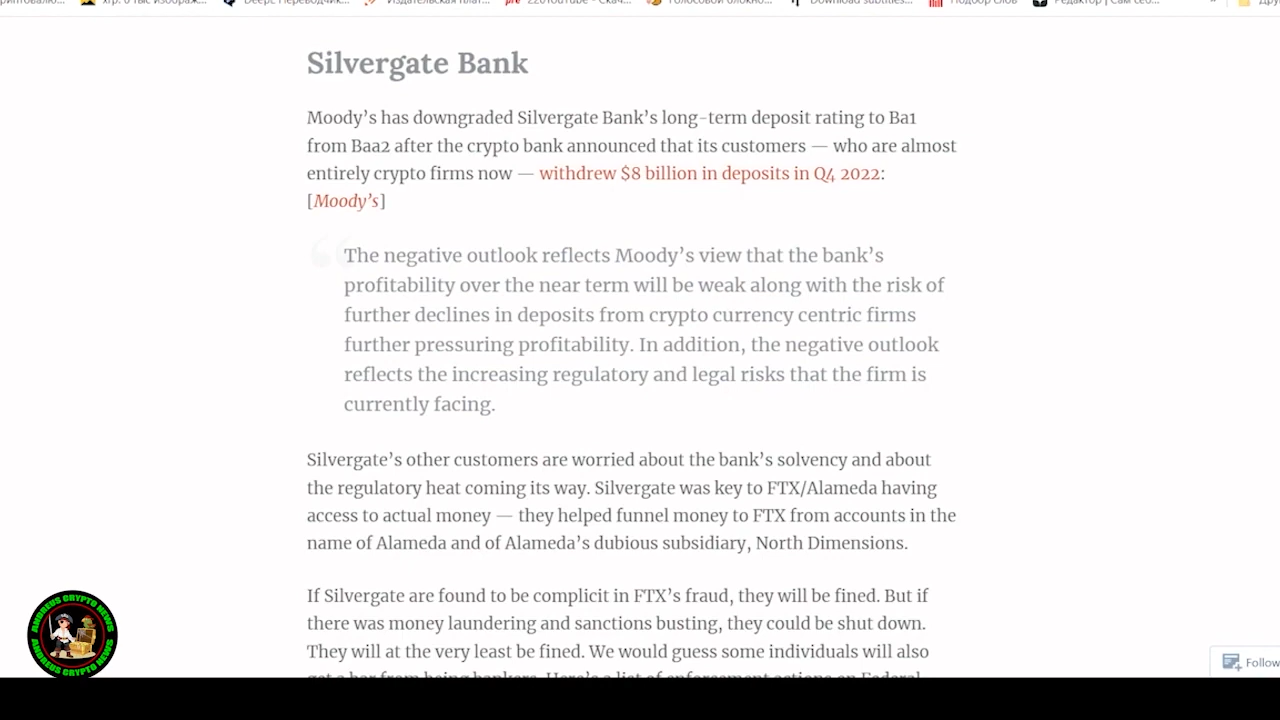 Silvergate Bank
Moody’s has downgraded Silvergate Bank’s long-term deposit rating to Ba1
from Baa2 after the crypto bank announced that its customers — who are almost
entirely crypto firms now — withdrew $8 billion in deposits in Q4 2022:
[Moody’s]
The negative outlook reflects Moody’s view that the bank’s
profitability over the near term will be weak along with the risk of
further declines in deposits from crypto currency centric firms
further pressuring profitability. In addition, the negative outlook
reflects the increasing regulatory and legal risks that the firm is
currently facing.
Silvergate’s other customers are worried about the bank’s solvency and about
the regulatory heat coming its way. Silvergate was key to FTX/Alameda having
access to actual money — they helped funnel money to FTX from accounts in the
name of Alameda and of Alameda’s dubious subsidiary, North Dimensions.
If Silvergate are found to be complicit in FTX’s fraud, they will be fined. But if
there was money laundering and sanctions busting, they could be shut down.
They will at the very least be fined. We would guess some individuals will also
ANDREUS CRYPTO NEWS
ANDREUS CRYPTO NEWS
Follow